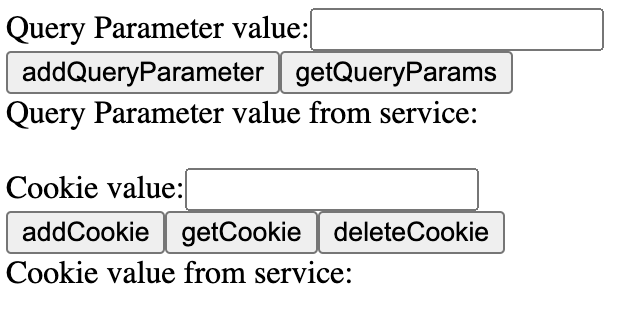 Query Parameter value:
addQueryParameter getQueryParams
Query Parameter value from service:
Cookie value:
addCookie getCookie deleteCookie
Cookie value from service: